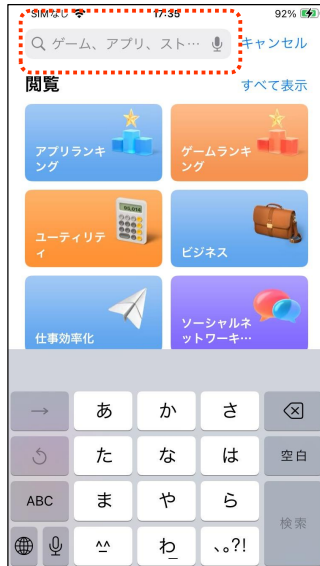 SIMなし 17:35 92%
ゲーム、アプリ、スト… キャンセル
閲覧 すべて表示
アプリランキ
ング
ゲームランキ
ング
ユーティリテ
ィ
ビジネス
仕事効率化
ソーシャルネ
ットワーキ…
→ あ か さ
た な は 空白
ABC ま や ら
^^ わ 、。?! 検索